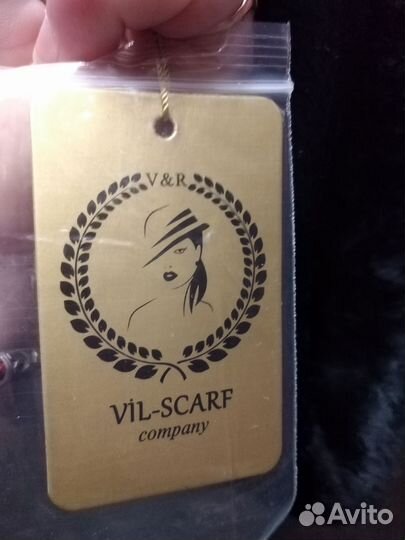 V & R
VİL-SCARF
company
Avito